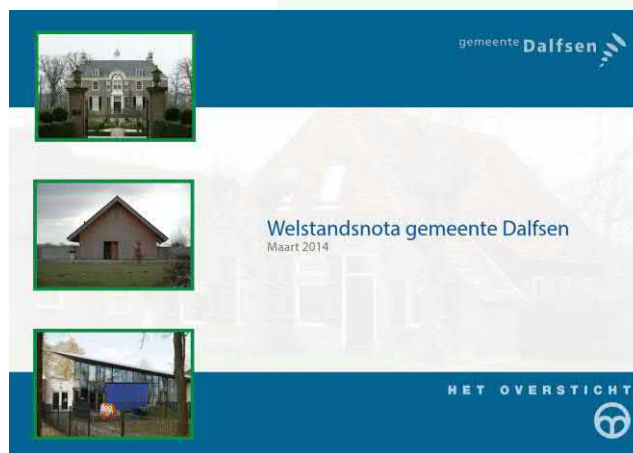 gemeente Dalfsen
Welstandsnota gemeente Dalfsen
Maart 2014
HET OVERSTICHT